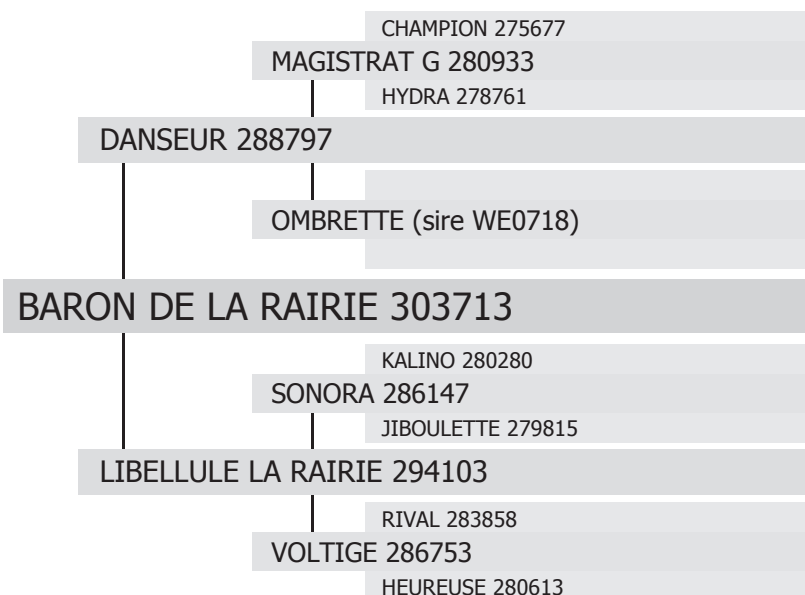 CHAMPION 275677
MAGISTRAT G 280933
HYDRA 278761
DANSEUR 288797
OMBRETTE (sire WE0718)
BARON DE LA RAIRIE 303713
KALINO 280280
SONORA 286147
JIBOULETTE 279815
LIBELLULE LA RAIRIE 294103
RIVAL 283858
VOLTIGE 286753
HEUREUSE 280613